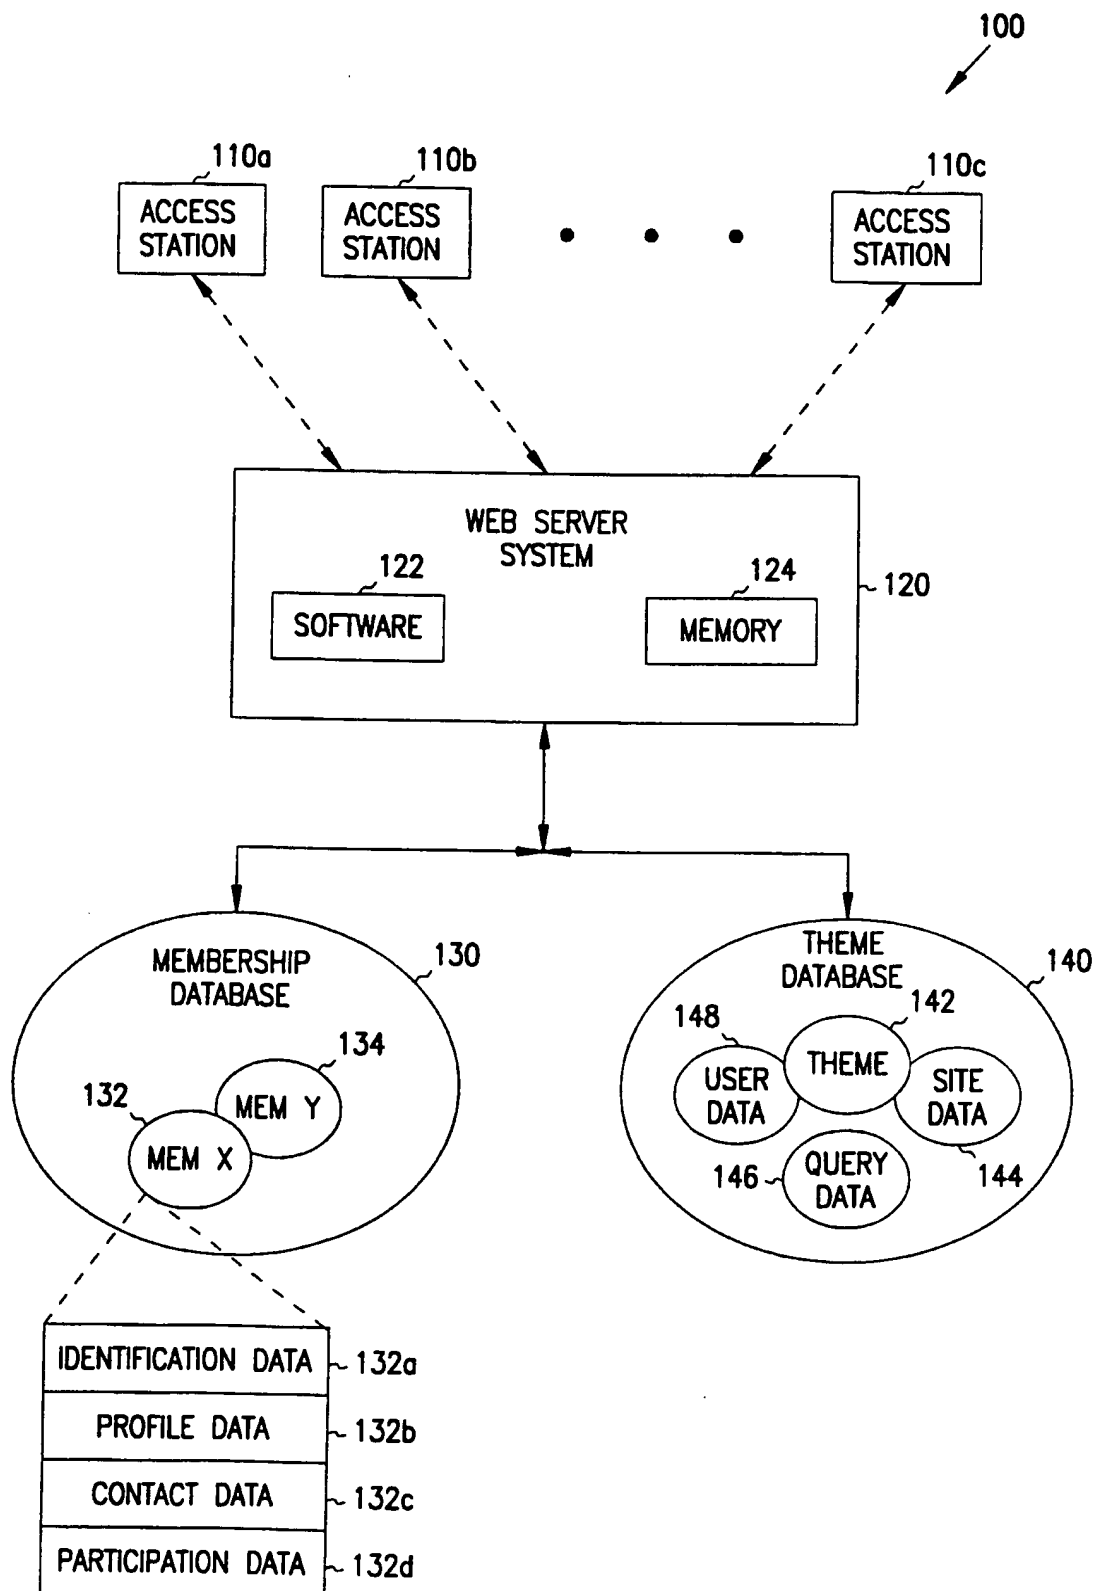 100
110a
110b
110c
ACCESS
STATION
ACCESS
STATION
ACCESS
STATION
WEB SERVER
SYSTEM
122
124
120
SOFTWARE
MEMORY
MEMBERSHIP
DATABASE
130
THEME
DATABASE
140
134
132
MEM Y
MEM X
142
148
THEME
USER
DATA
SITE
DATA
146
144
QUERY
DATA
IDENTIFICATION DATA
132a
PROFILE DATA
132b
CONTACT DATA
132c
PARTICIPATION DATA
132d